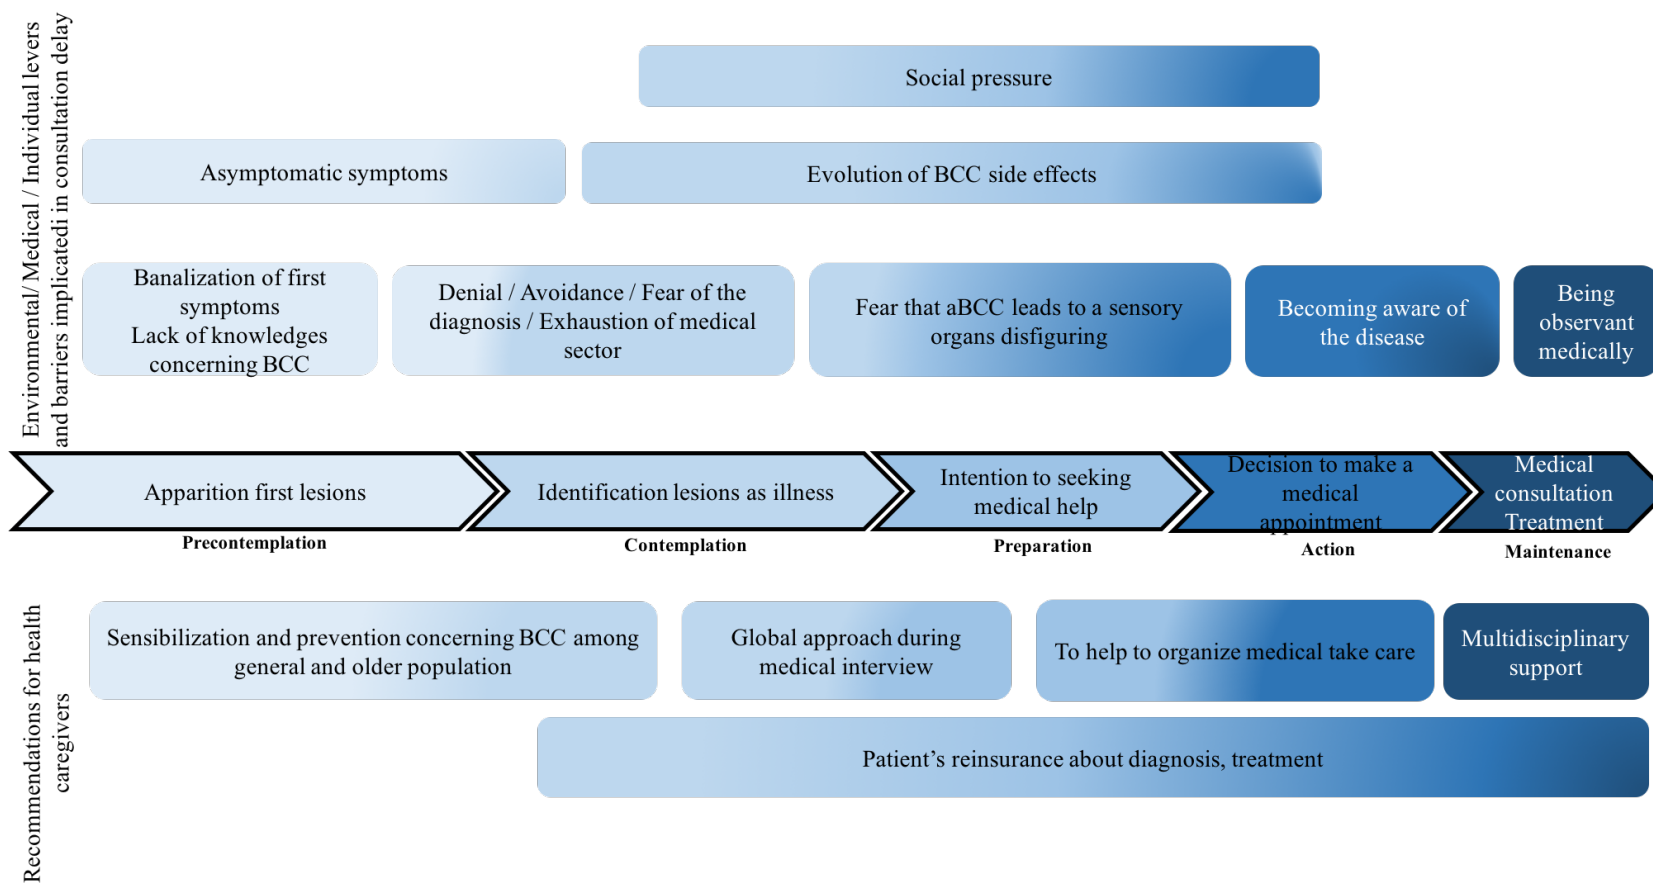 Environmental/ Medical / Individual levers
and barriers implicatedi in consultation delay
Social pressure
Asymptomatic symptoms
Evolution of BCC side effects
Banalization of first
symptoms
Lack of knowledges
concerning BCC
Denial / Avoidance / Fear of the
diagnosis / Exhaustion of medical
sector
Fear that aBCC leads to a sensory
organs disfiguring
Becoming aware of
the disease
Being
observant
medically
Apparition first lesions
Identification lesions as illness
Intention to seeking
medical help
Decision to make a
medical
appointment
Medical
consultation
Treatment
Precontemplation
Contemplation
Preparation
Action
Maintenance
Recommendations for health
caregivers
Sensibilization and prevention concerning BCC among
general and older population
Global approach during
medical interview
To help to organize medical take care
Multidisciplinary
support
Patient’s reinsurance about diagnosis, treatment